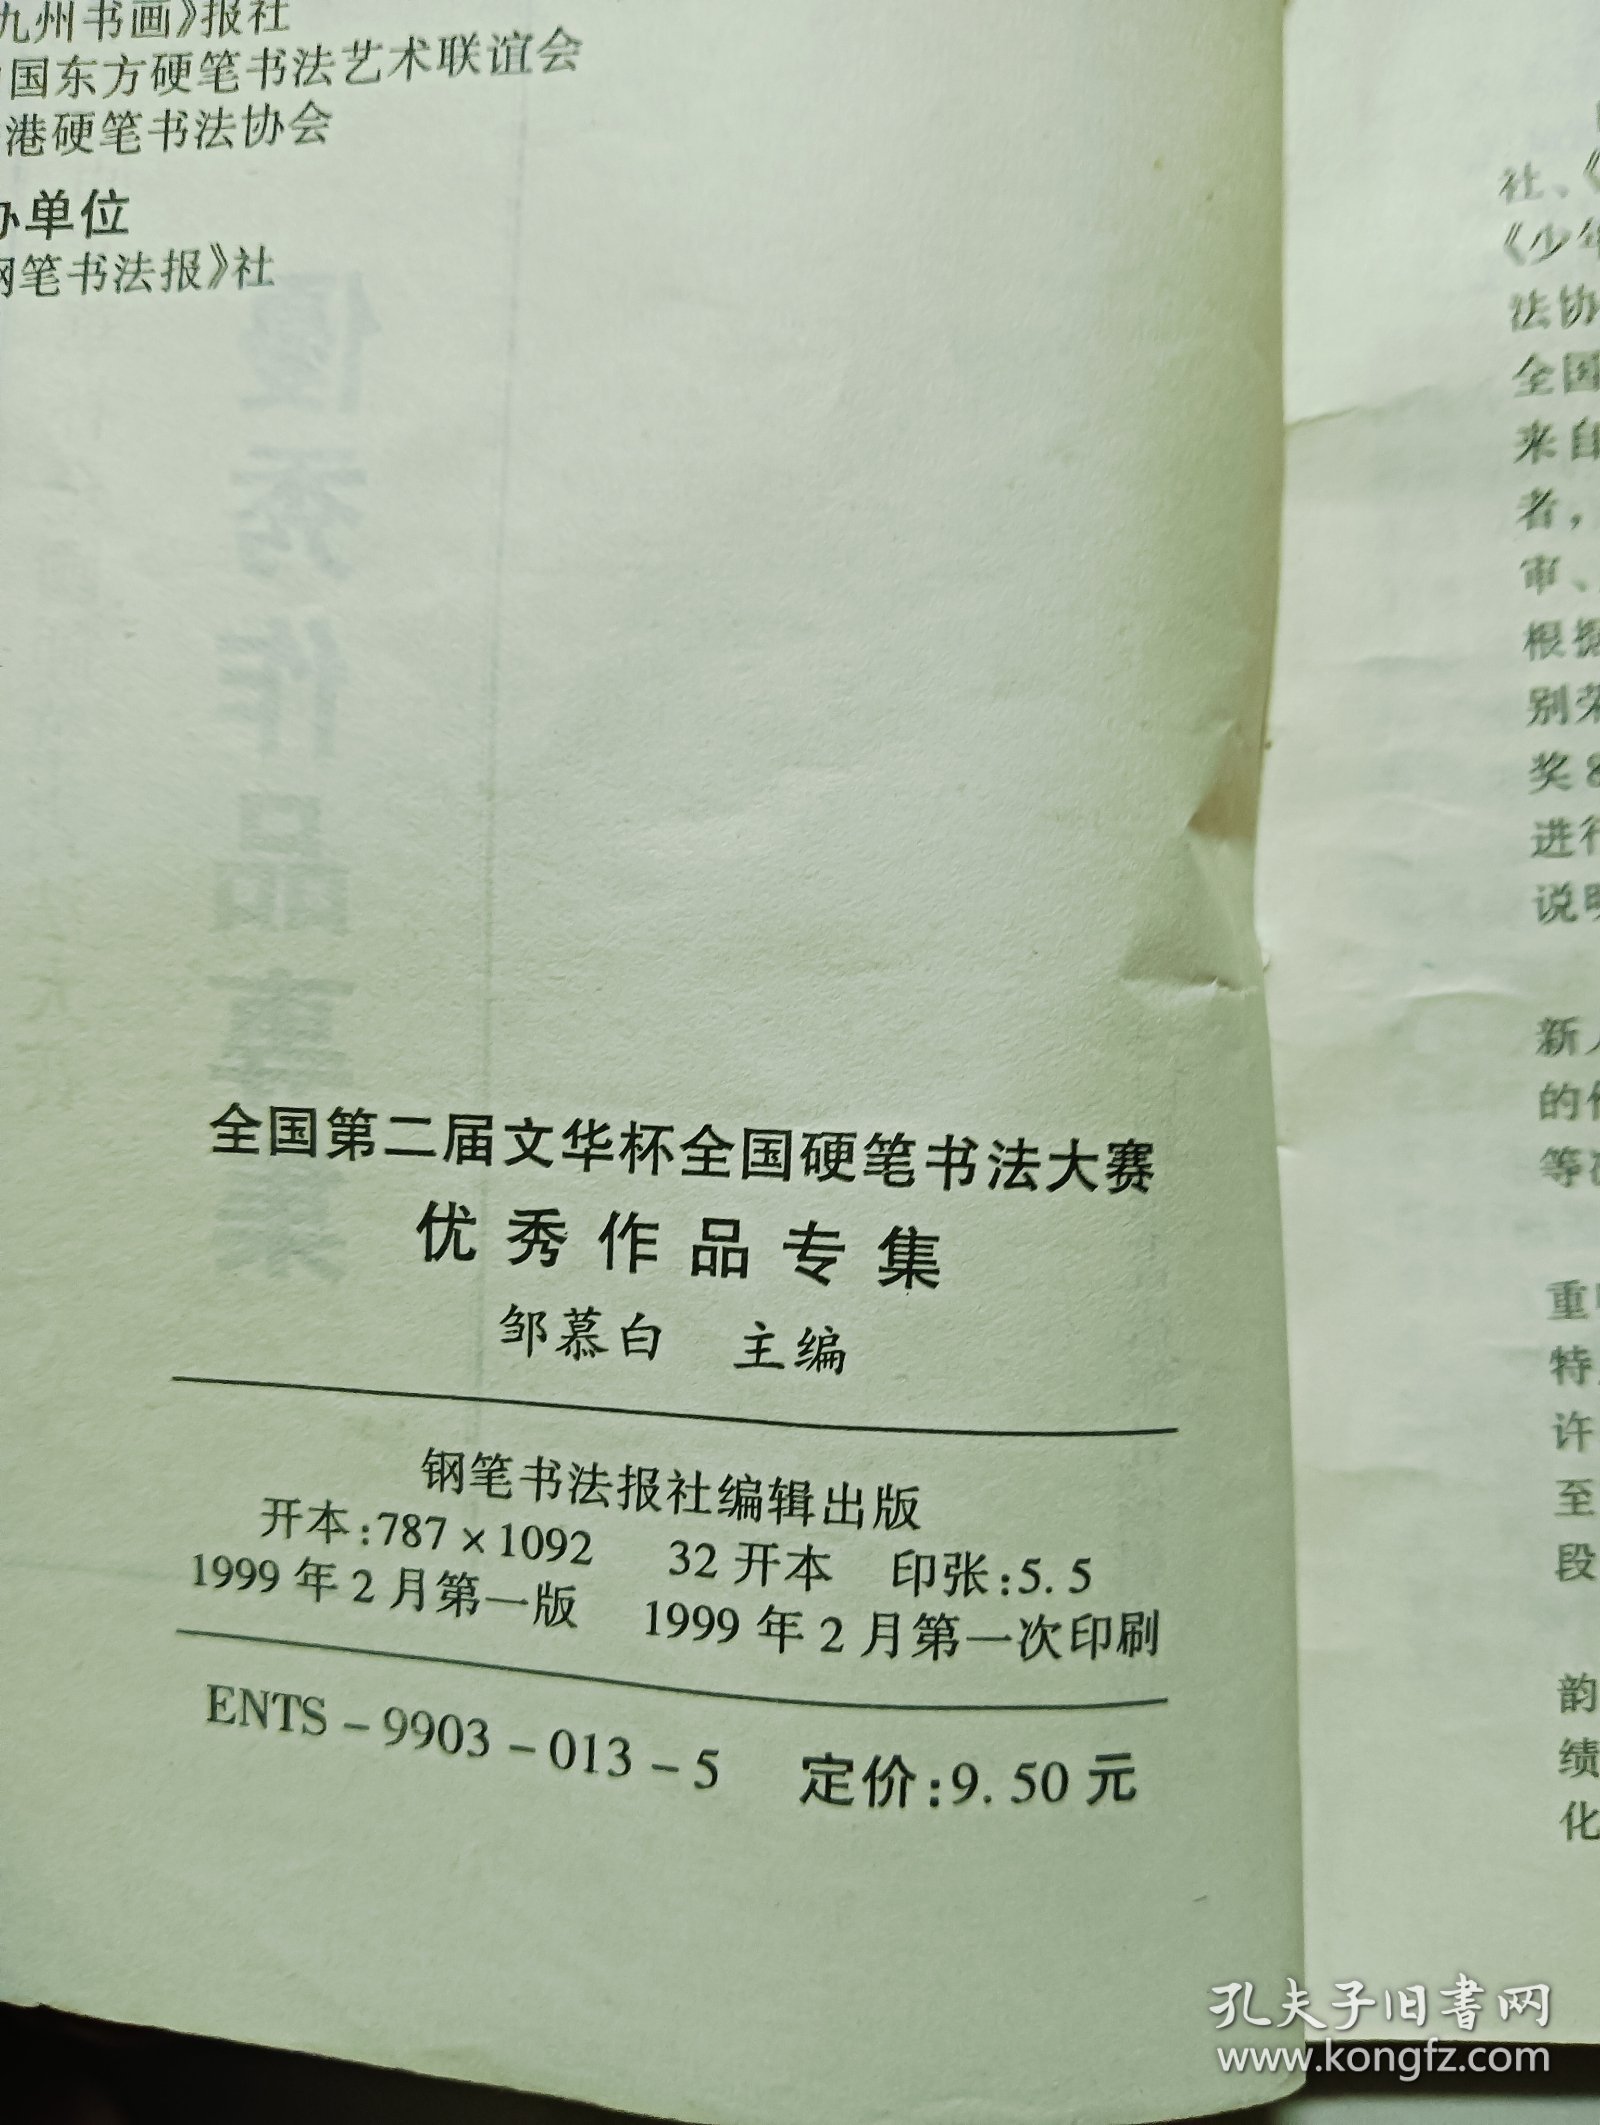 九州书画》报社
国东方硬笔书法艺术联谊会
港硬笔书法协会
办单位
钢笔书法报》社
全国第二届文华杯全国硬笔书法大赛
优秀作品专集
邹慕白 主编
钢笔书法报社编辑出版
开本:787×1092 32开本 印张:5.5
1999年2月第一版 1999年2月第一次印刷
ENTS-9903-013-5 定价:9.50元
社、《
《少年
法协
全国
来自
者，
审、
根据
别荣
奖8
进行
说明
新人
的作
等
重
特
许
至
段
韵
绩
化
孔夫子旧书网
www.kongfz.com